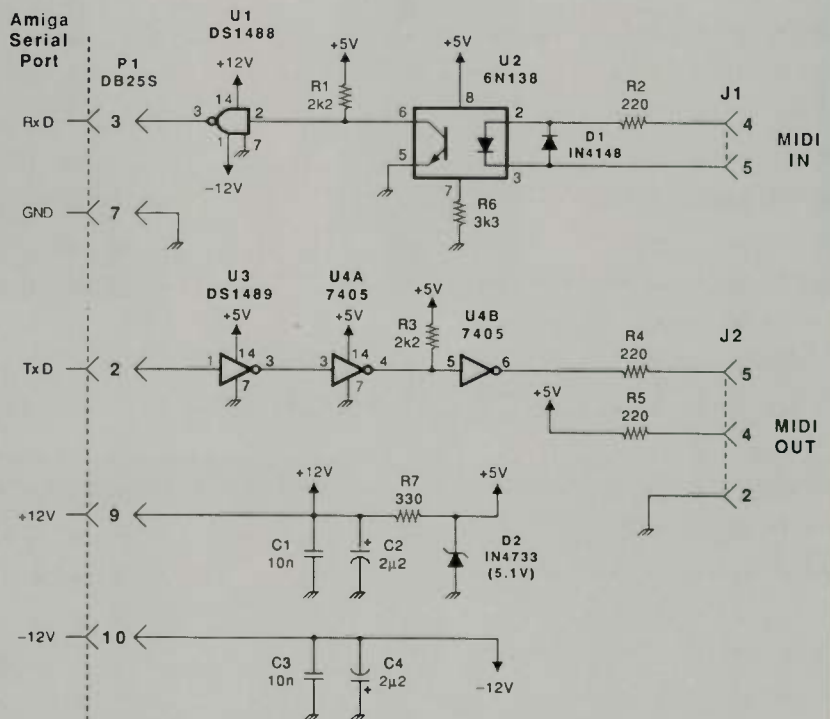 Amiga
Serial
Port
P1
DB25S
U1
DS1488
+12V
14
3
2
1
7
-12V
RxD
3
+5V
R1
2k2
+5V
U2
6N138
8
6
5
2
3
7
R6
3k3
D1
IN4148
R2
220
J1
4
5
MIDI
IN
GND
7
U3
DS1489
+5V
1
14
3
7
U4A
7405
+5V
3
14
4
7
+5V
R3
2k2
U4B
7405
5
6
TxD
2
R4
220
J2
5
+5V
R5
220
4
MIDI
OUT
2
+12V
9
+12V
R7
330
+5V
C1
10n
+
C2
2µ2
D2
IN4733
(5.1V)
-12V
10
C3
10n
C4
2µ2
+
-12V